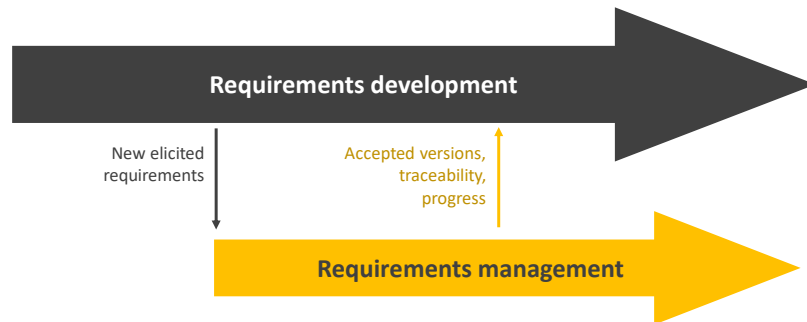 Requirements development
New elicited
requirements
Accepted versions,
traceability,
progress
Requirements management